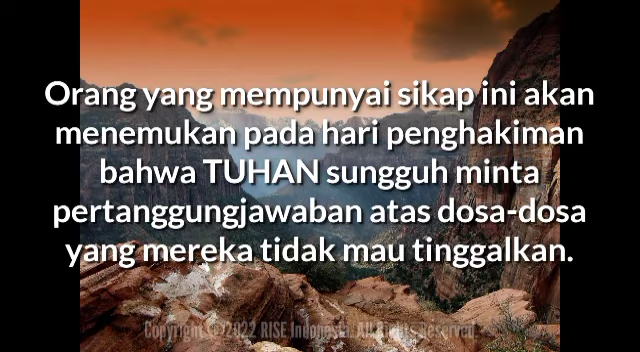 Orang yang mempunyai sikap ini akan
menemukan pada hari penghakiman
bahwa TUHAN sungguh minta
pertanggungjawaban atas dosa-dosa
yang mereka tidak mau tinggalkan.
Copyright © 2022 RISE Indonesia. All Rights Reserved